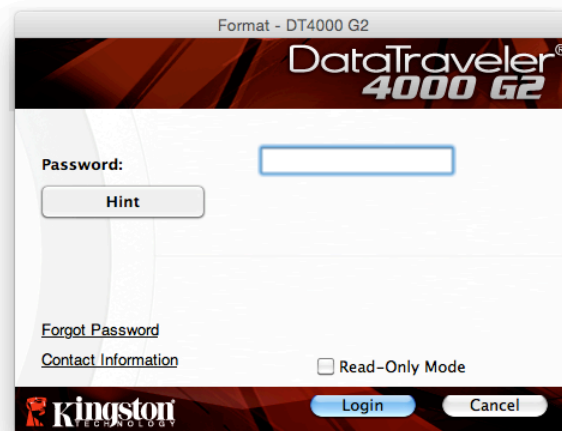 Format - DT4000 G2
DataTraveler®
4000 G2
Password:
Hint
Forgot Password
Contact Information
Read-Only Mode
Kingston
TECHNOLOGY
Login
Cancel